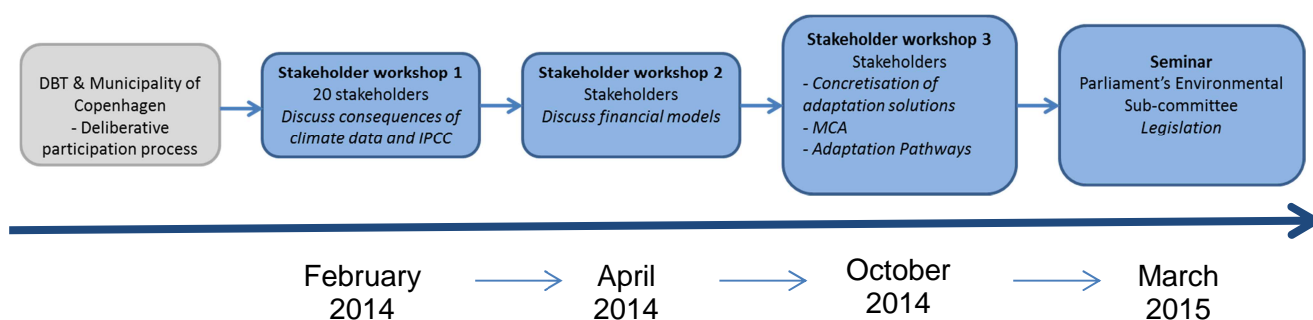 DBT & Municipality of
Copenhagen
- Deliberative
participation process
Stakeholder workshop 1
20 stakeholders
Discuss consequences of
climate data and IPCC
Stakeholder workshop 2
Stakeholders
Discuss financial models
Stakeholder workshop 3
Stakeholders
- Concretisation of
adaptation solutions
- MCA
- Adaptation Pathways
Seminar
Parliament's Environmental
Sub-committee
Legislation
February
2014
April
2014
October
2014
March
2015